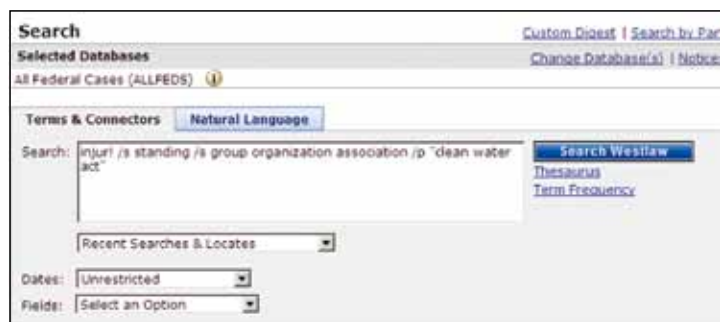 Search
Custom Digest | Search by Par
Selected Databases
Change Database(s) | Notice
All Federal Cases (ALLFEDS)
Terms & Connectors
Natural Language
Search:
injur! /s standing /s group organization association /p "clean water
act"
Search Westlaw
Thesaurus
Term Frequency
Recent Searches & Locates
Dates:
Unrestricted
Fields:
Select an Option